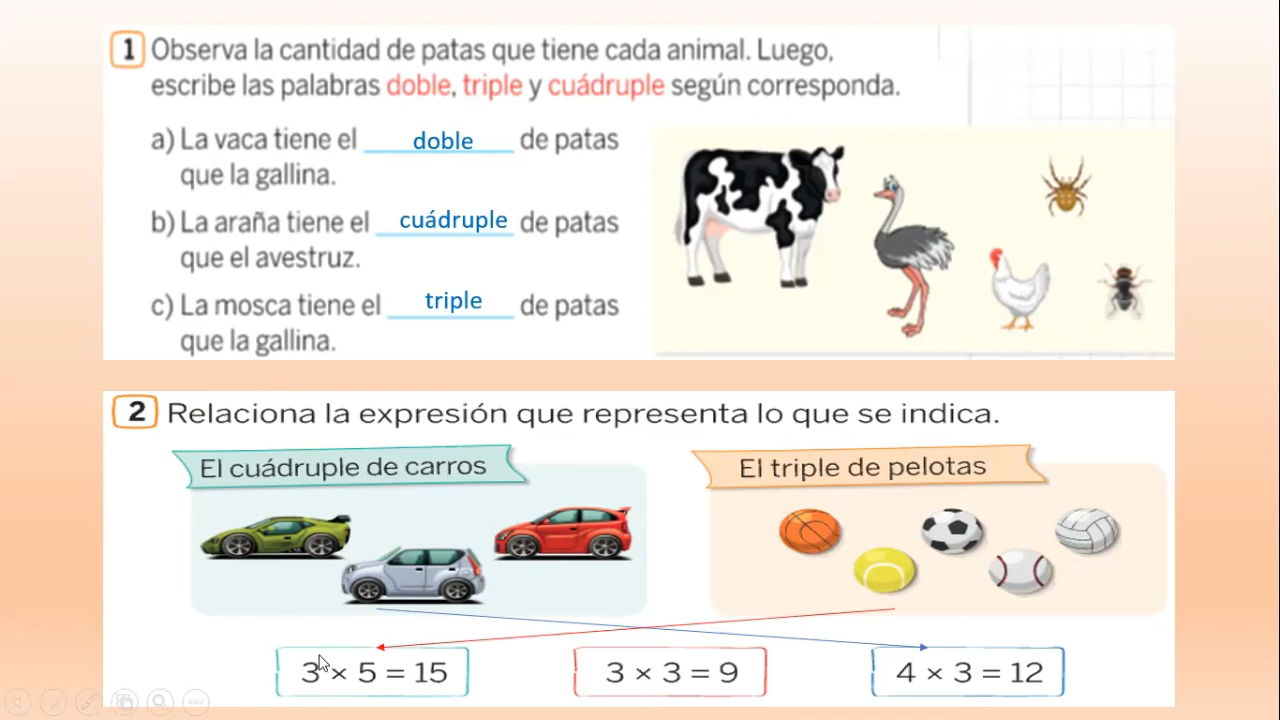 1 Observa la cantidad de patas que tiene cada animal. Luego,
escribe las palabras doble, triple y cuádruple según corresponda.
a) La vaca tiene el doble de patas
que la gallina.
b) La araña tiene el cuádruple de patas
que el avestruz.
c) La mosca tiene el triple de patas
que la gallina.
2 Relaciona la expresión que representa lo que se indica.
El cuádruple de carros
El triple de pelotas
3 × 5 = 15
3 × 3 = 9
4 × 3 = 12